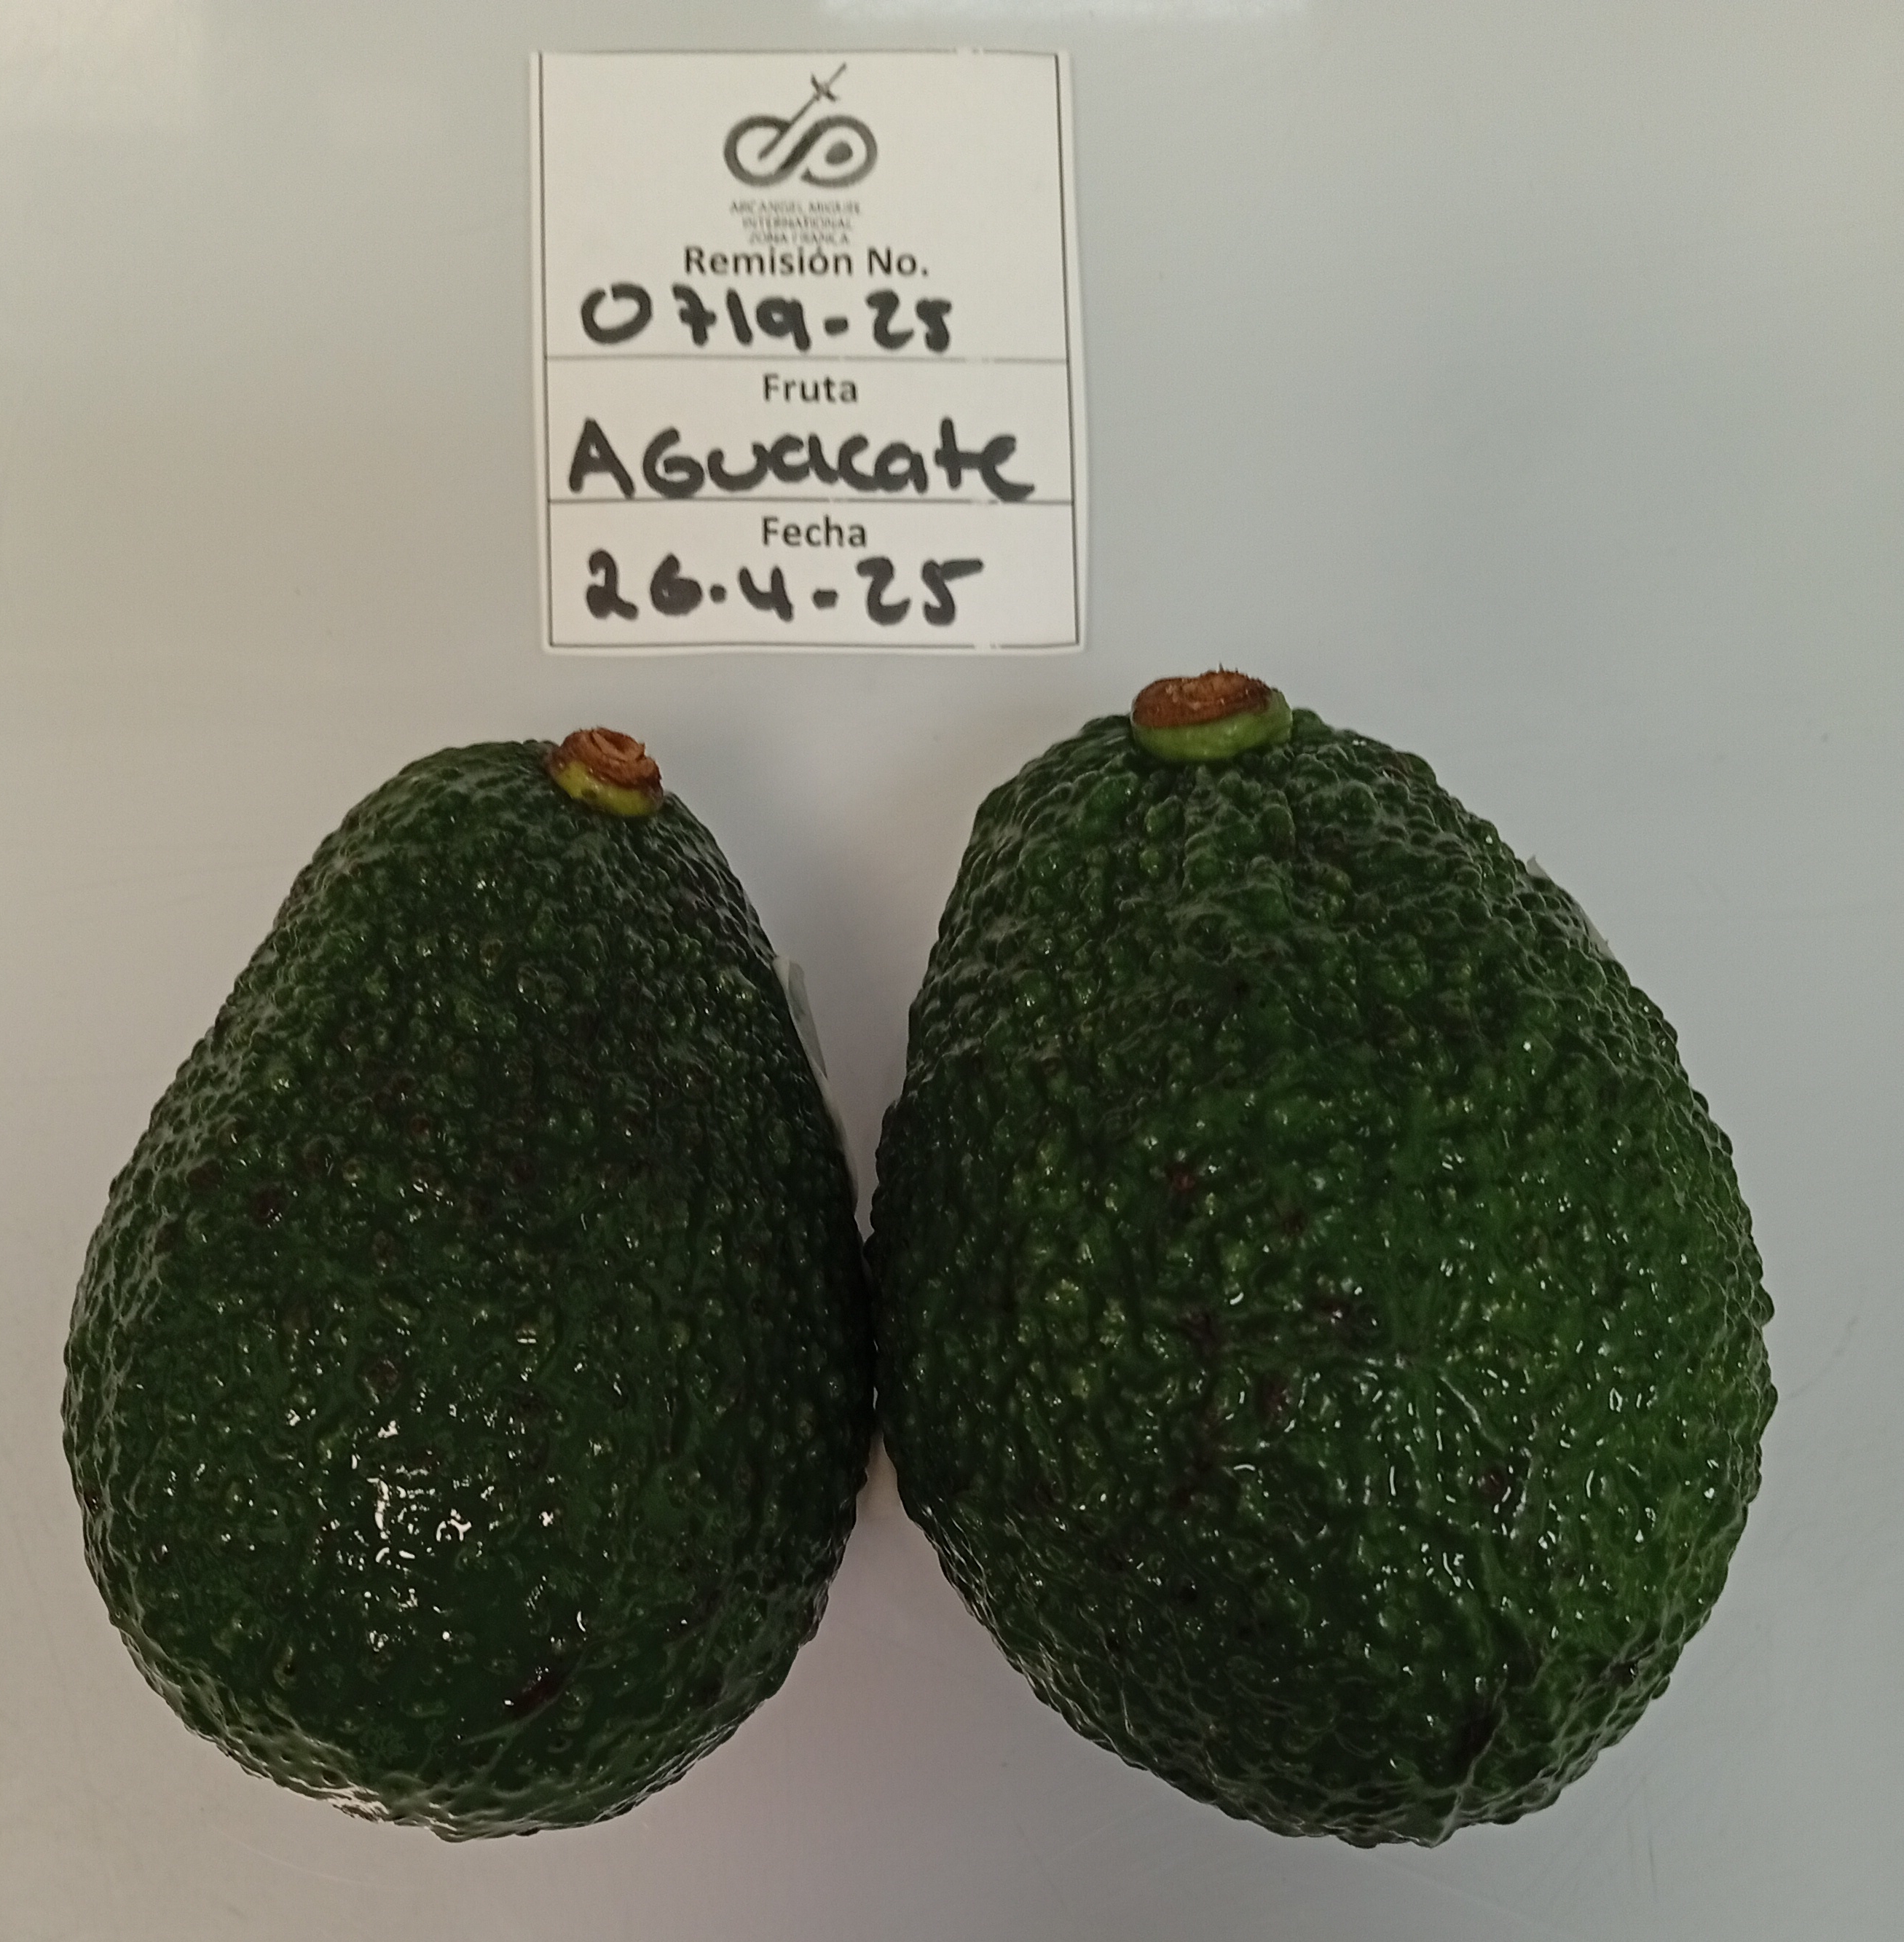 ARCANGEL MIGUEL
INTERNATIONAL
ZONA FRANCA
Remisión No.
0719-25
Fruta
AGuacate
Fecha
26.4-25